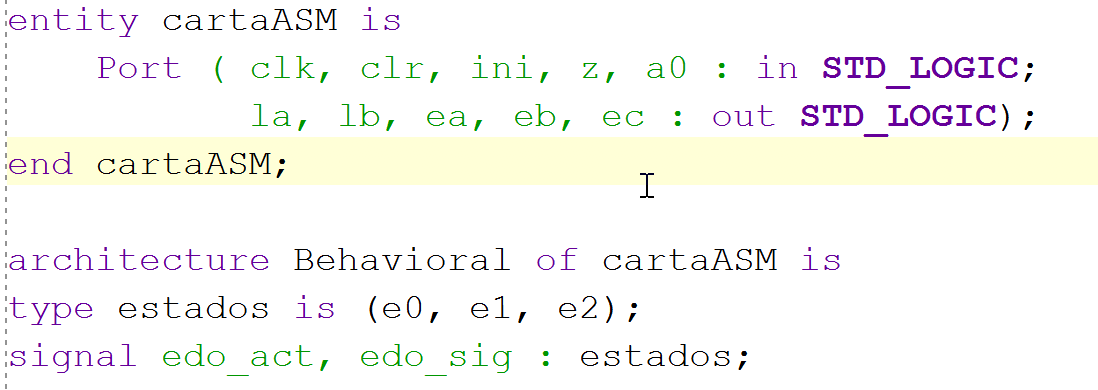 entity cartaASM is
Port ( clk, clr, ini, z, a0 : in STD_LOGIC;
la, lb, ea, eb, ec : out STD_LOGIC);
end cartaASM;
architecture Behavioral of cartaASM is
type estados is (e0, e1, e2);
signal edo_act, edo_sig : estados;